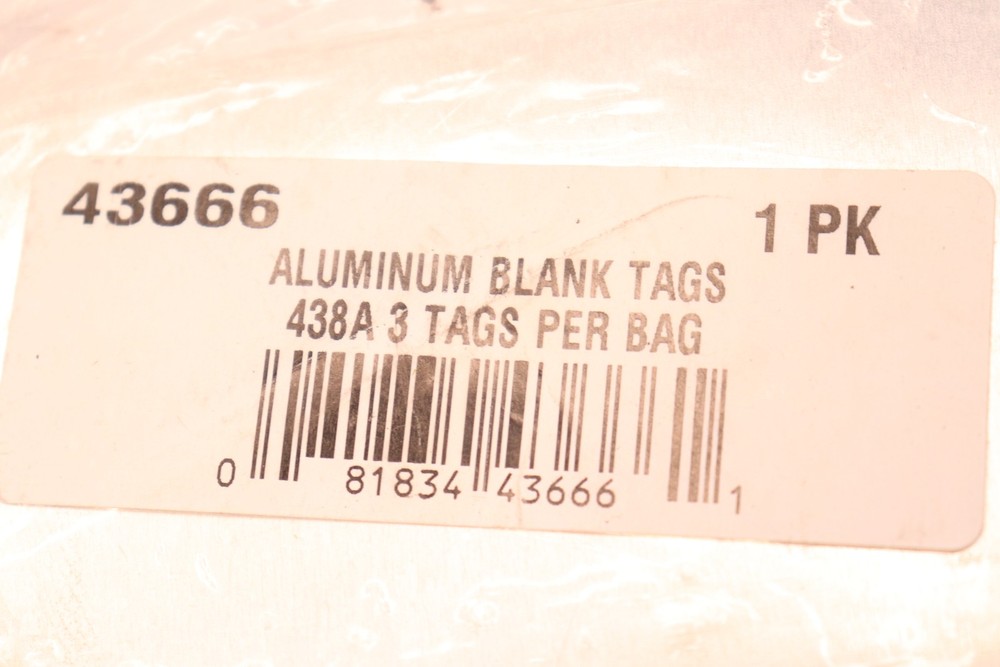 43666
1 PK
ALUMINUM BLANK TAGS
438A 3 TAGS PER BAG
0 81834 43666 1